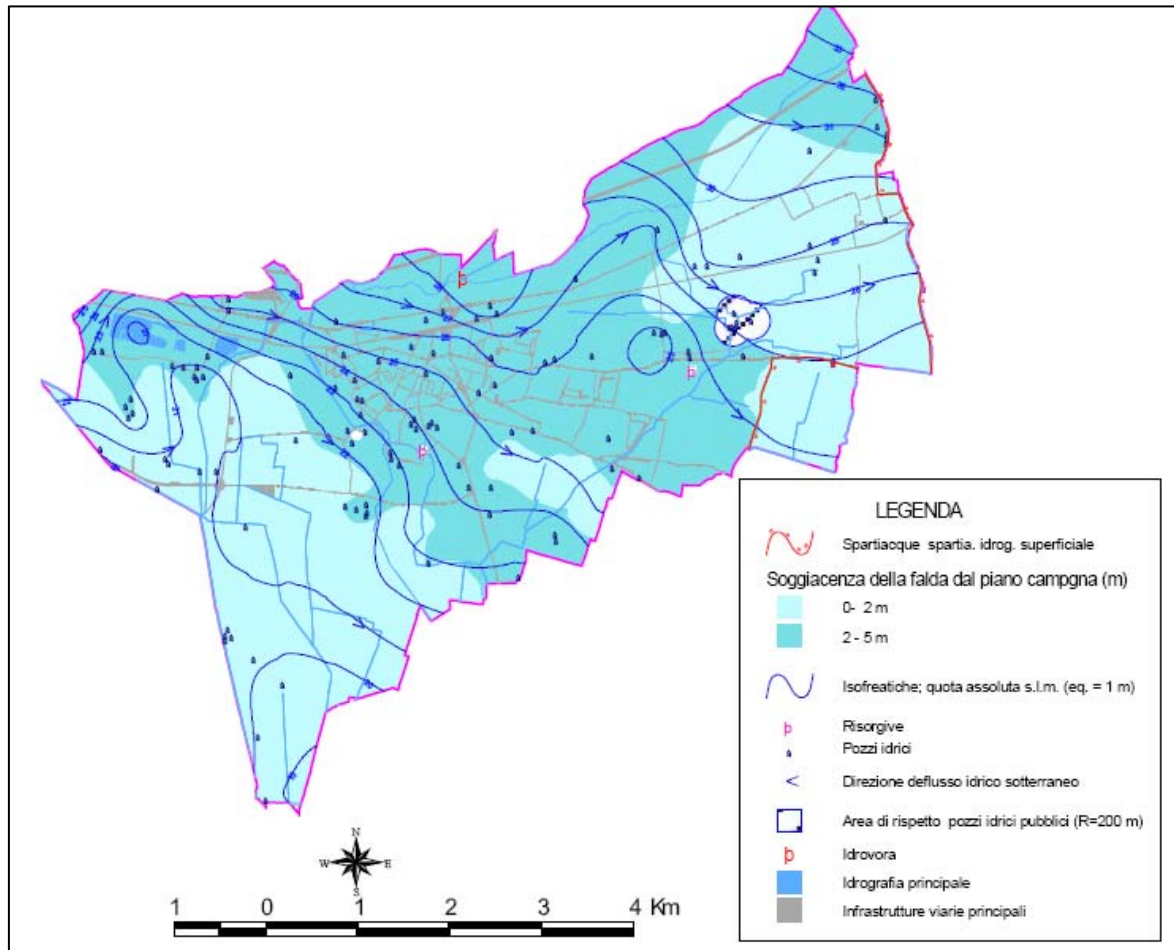 LEGENDA
Spartiacque spartia. idrog. superficiale
Soggiacenza della falda dal piano campgna (m)
0- 2 m
2 - 5 m
Isofreatiche; quota assoluta s.l.m. (eq. = 1 m)
Risorgive
Pozzi idrici
Direzione deflusso idrico sotterraneo
Area di rispetto pozzi idrici pubblici (R=200 m)
Idrovora
Idrografia principale
Infrastrutture viarie principali
N
W E
S
1 0 1 2 3 4 Km